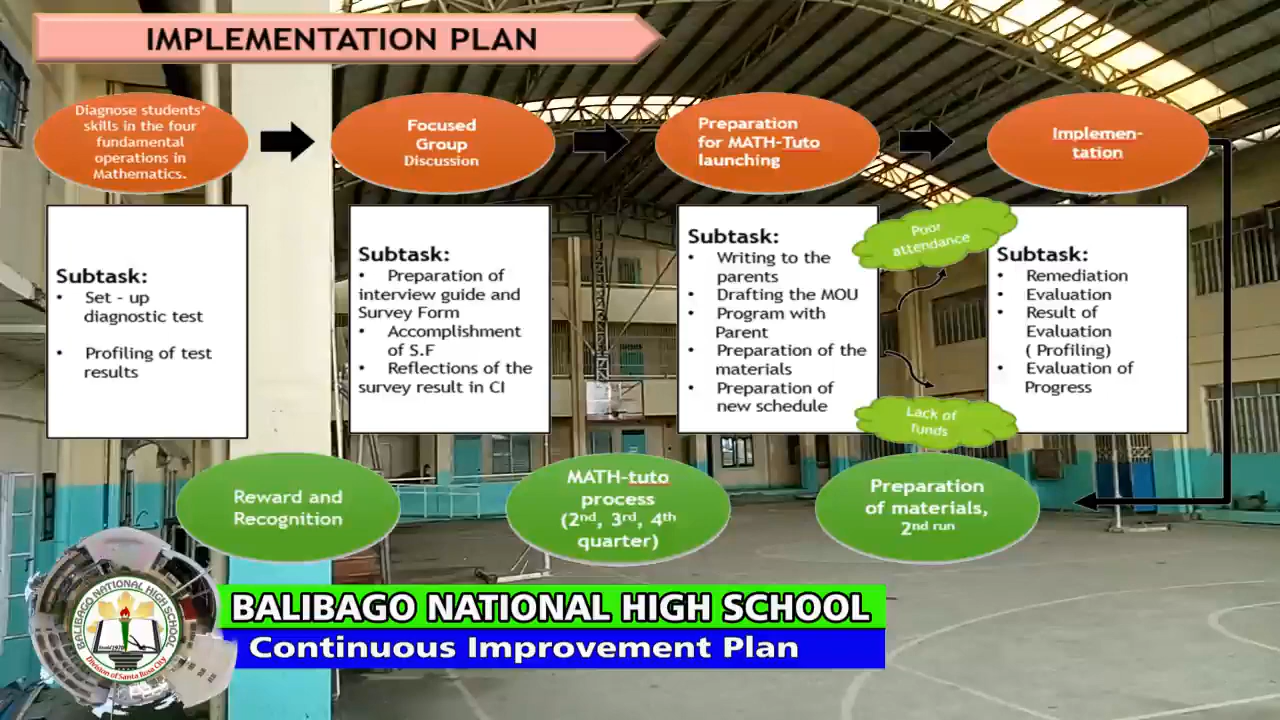 IMPLEMENTATION PLAN
Diagnose students'
skills in the four
fundamental
operations in
Mathematics.
Focused
Group
Discussion
Preparation
for MATH-Tuto
launching
Implemen-
tation
Subtask:
• Set - up
diagnostic test
• Profiling of test
results
Subtask:
• Preparation of
interview guide and
Survey Form
• Accomplishment
of S.F
• Reflections of the
survey result in CI
Subtask:
• Writing to the
parents
• Drafting the MOU
• Program with
Parent
• Preparation of the
materials
• Preparation of
new schedule
Poor
attendance
Lack of
funds
Subtask:
• Remediation
• Evaluation
• Result of
Evaluation
( Profiling)
• Evaluation of
Progress
Reward and
Recognition
MATH-tuto
process
(2nd, 3rd, 4th
quarter)
Preparation
of materials,
2nd run
BALIBAGO NATIONAL HIGH SCHOOL
Division of Santa Rosa City
BALIBAGO NATIONAL HIGH SCHOOL
Continuous Improvement Plan